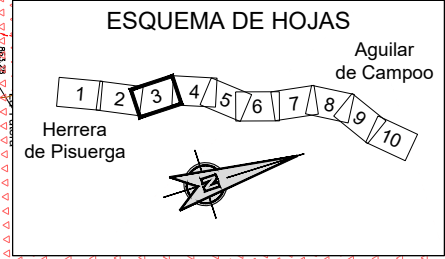 ESQUEMA DE HOJAS
Aguilar
de Campoo
1 2 3 4 5 6 7 8 9 10
Herrera
de Pisuerga
N